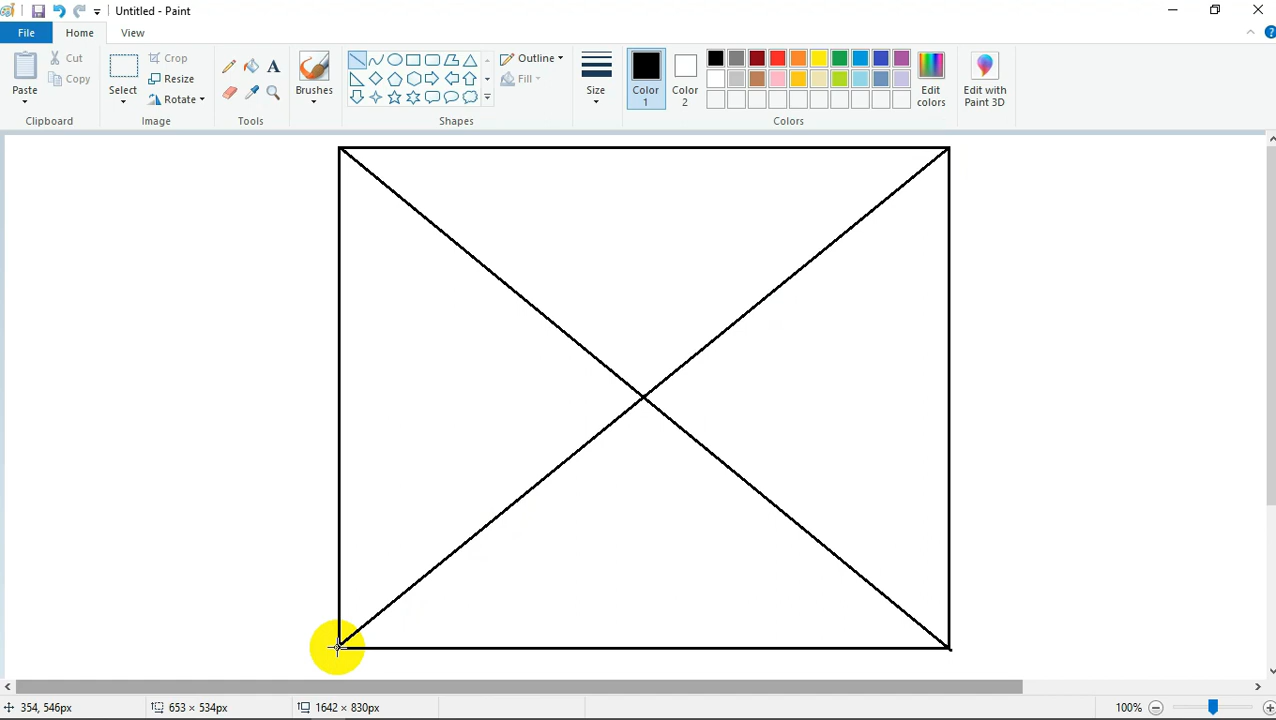 Untitled - Paint
File Home View
Paste
Cut
Copy
Clipboard
Select
Crop
Resize
Rotate
Image
A
Tools
Brushes
Shapes
Outline
Fill
Size
Color
1
Color
2
Edit
colors
Colors
Edit with
Paint 3D
354, 546px
653 × 534px
1642 × 830px
100%